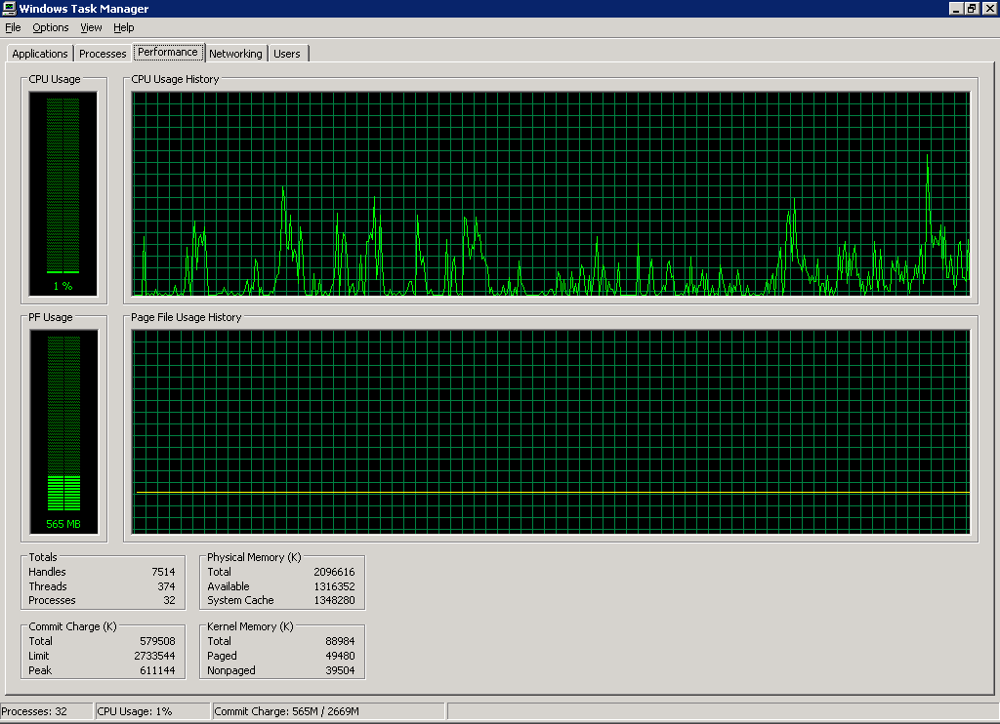 Windows Task Manager
File Options View Help
Applications Processes Performance Networking Users
CPU Usage
CPU Usage History
1 %
PF Usage
Page File Usage History
565 MB
Totals
Handles 7514
Threads 374
Processes 32
Physical Memory (K)
Total 2096616
Available 1316352
System Cache 1348280
Commit Charge (K)
Total 579508
Limit 2733544
Peak 611144
Kernel Memory (K)
Total 88984
Paged 49480
Nonpaged 39504
Processes: 32 CPU Usage: 1% Commit Charge: 565M / 2669M